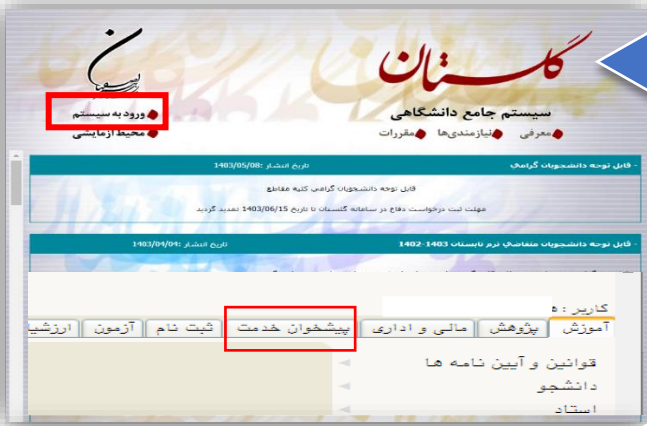 گلستان
سیستم جامع دانشگاهی
معرفی نیازمندی‌ها مقررات
ورود به سیستم
محیط آزمایشی
- قابل توجه دانشجویان گرامی تاریخ انتشار :1403/05/08
قابل توجه دانشجویان گرامی کلیه مقاطع
مهلت ثبت درخواست دفاع در سامانه گلستان تا تاریخ 1403/06/15 تمدید گردید
- قابل توجه دانشجویان متقاضی ترم تابستان 1403-1402 تاریخ انتشار :1403/04/04
کاربر : ه
آموزش پژوهش مالی و اداری پیشخوان خدمت ثبت نام آزمون ارزشیا
قوانین و آیین نامه ها
دانشجو
استاد